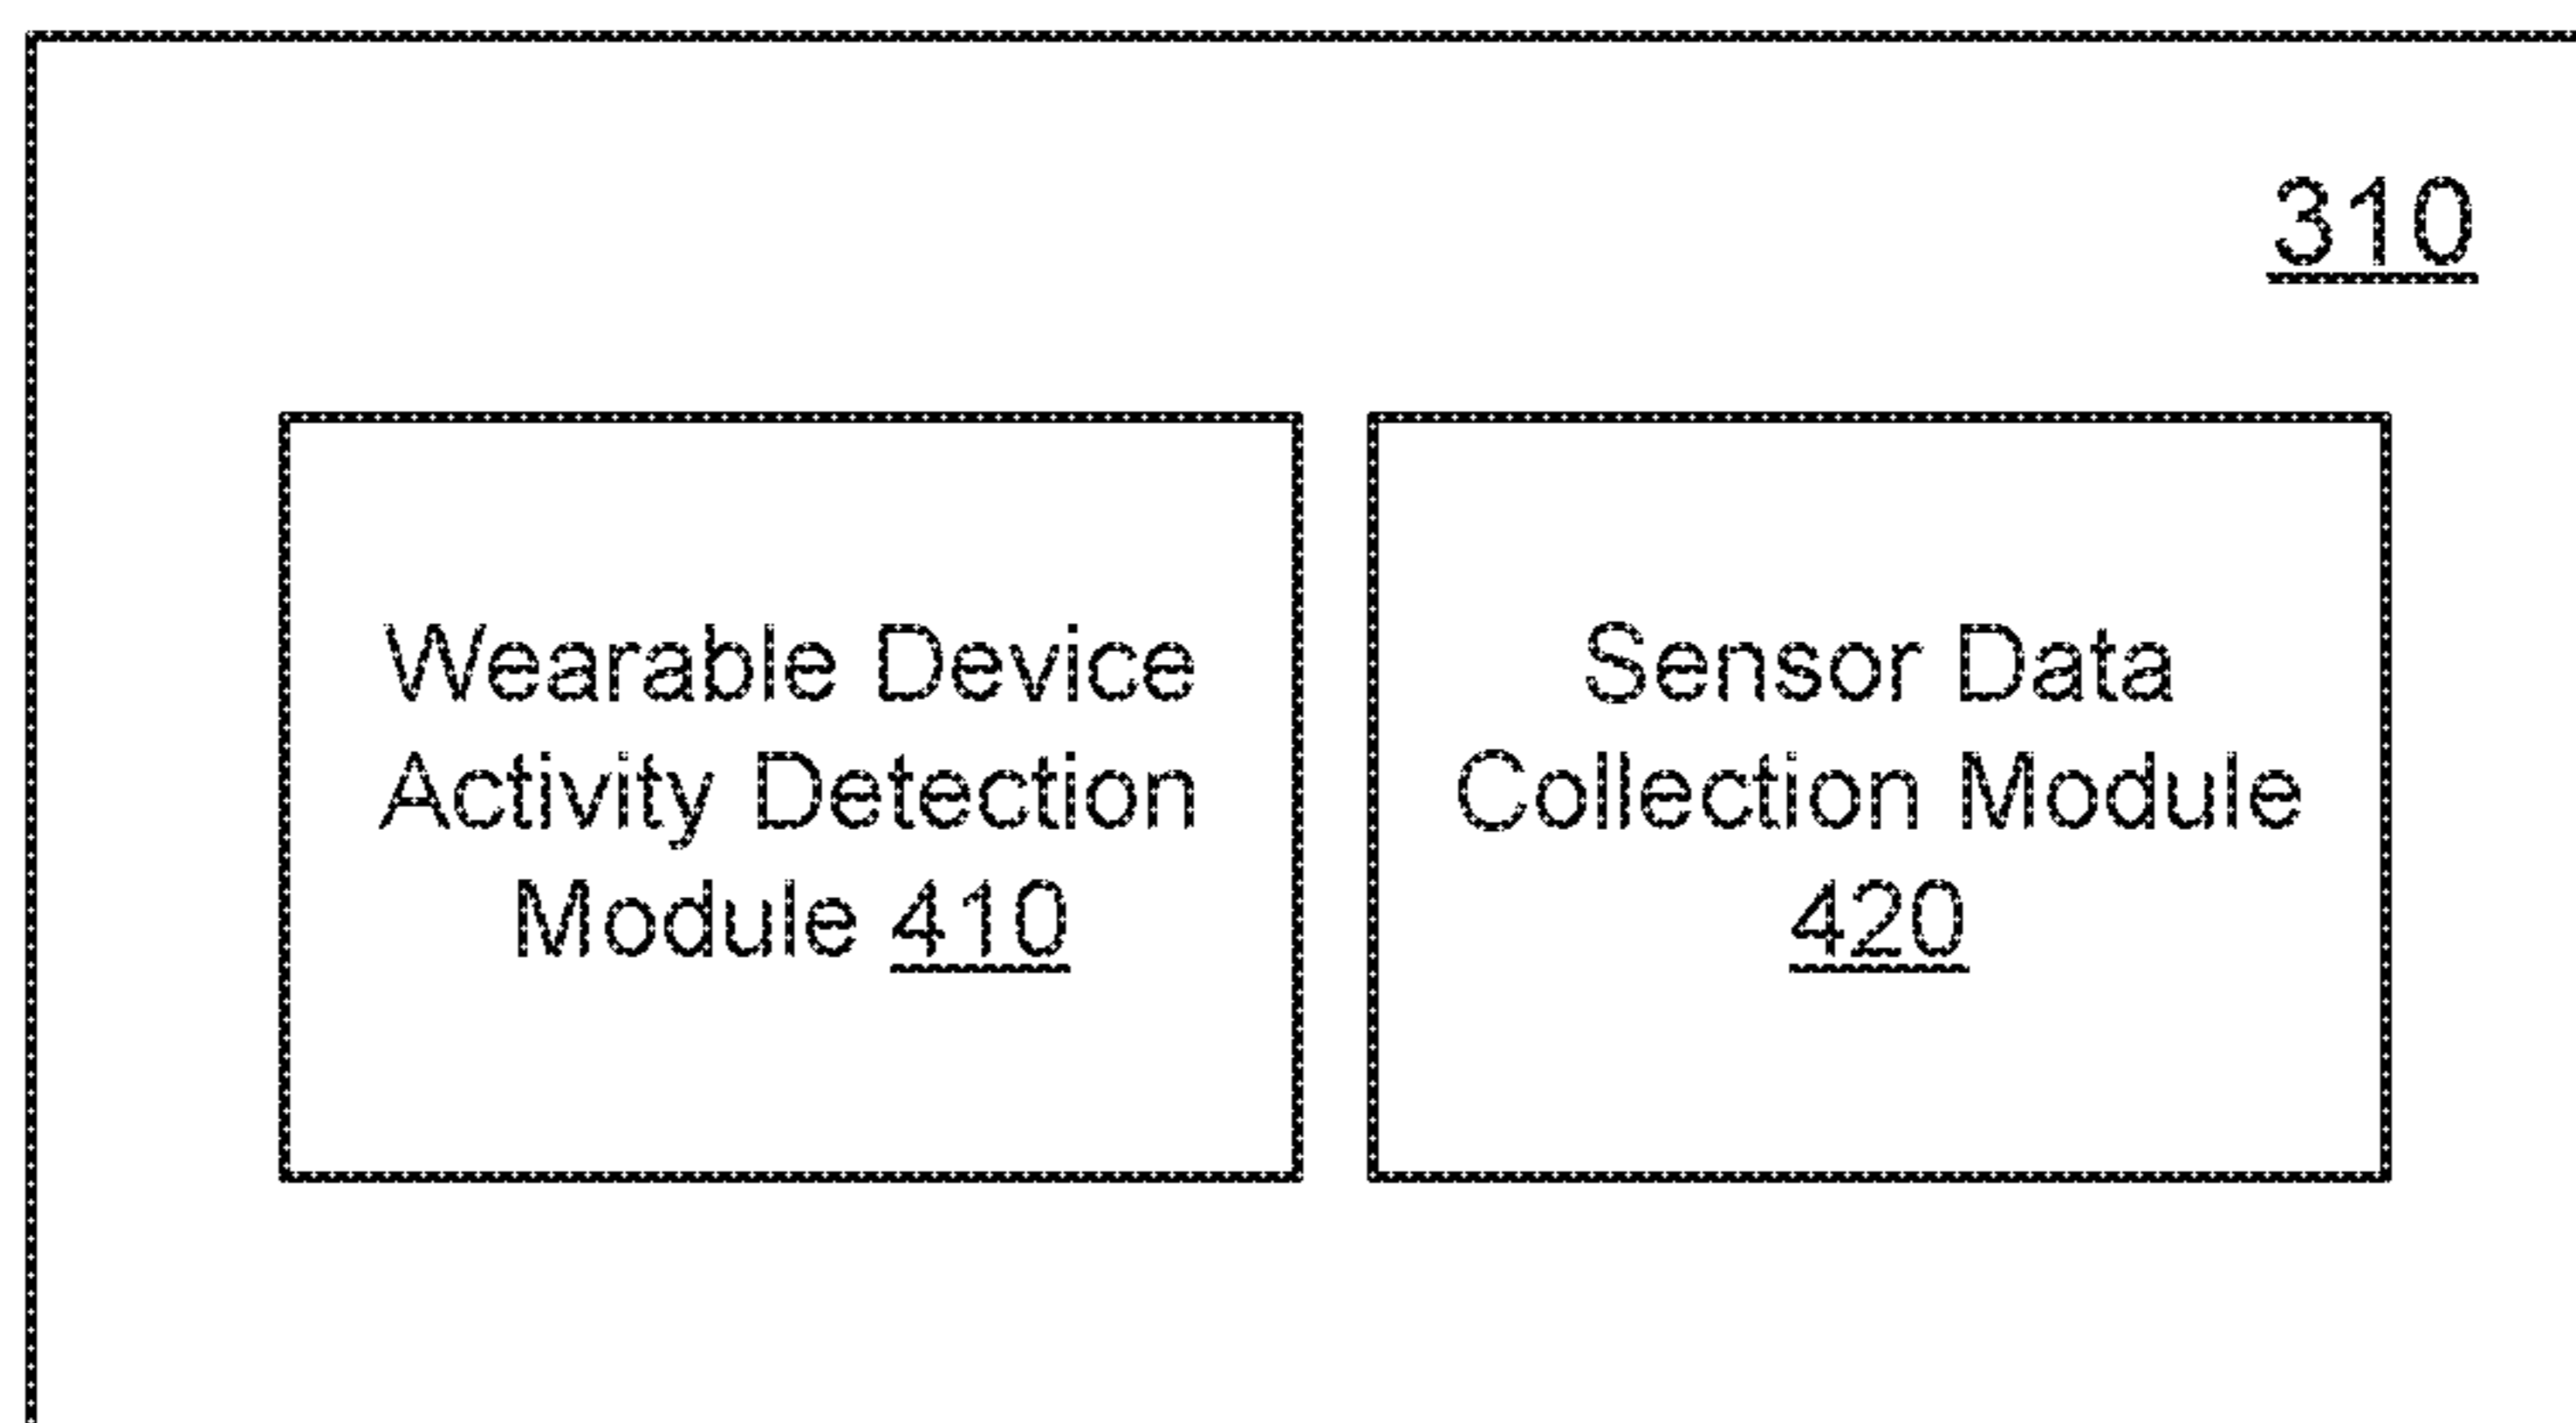 310
Wearable Device
Activity Detection
Module 410
Sensor Data
Collection Module
420